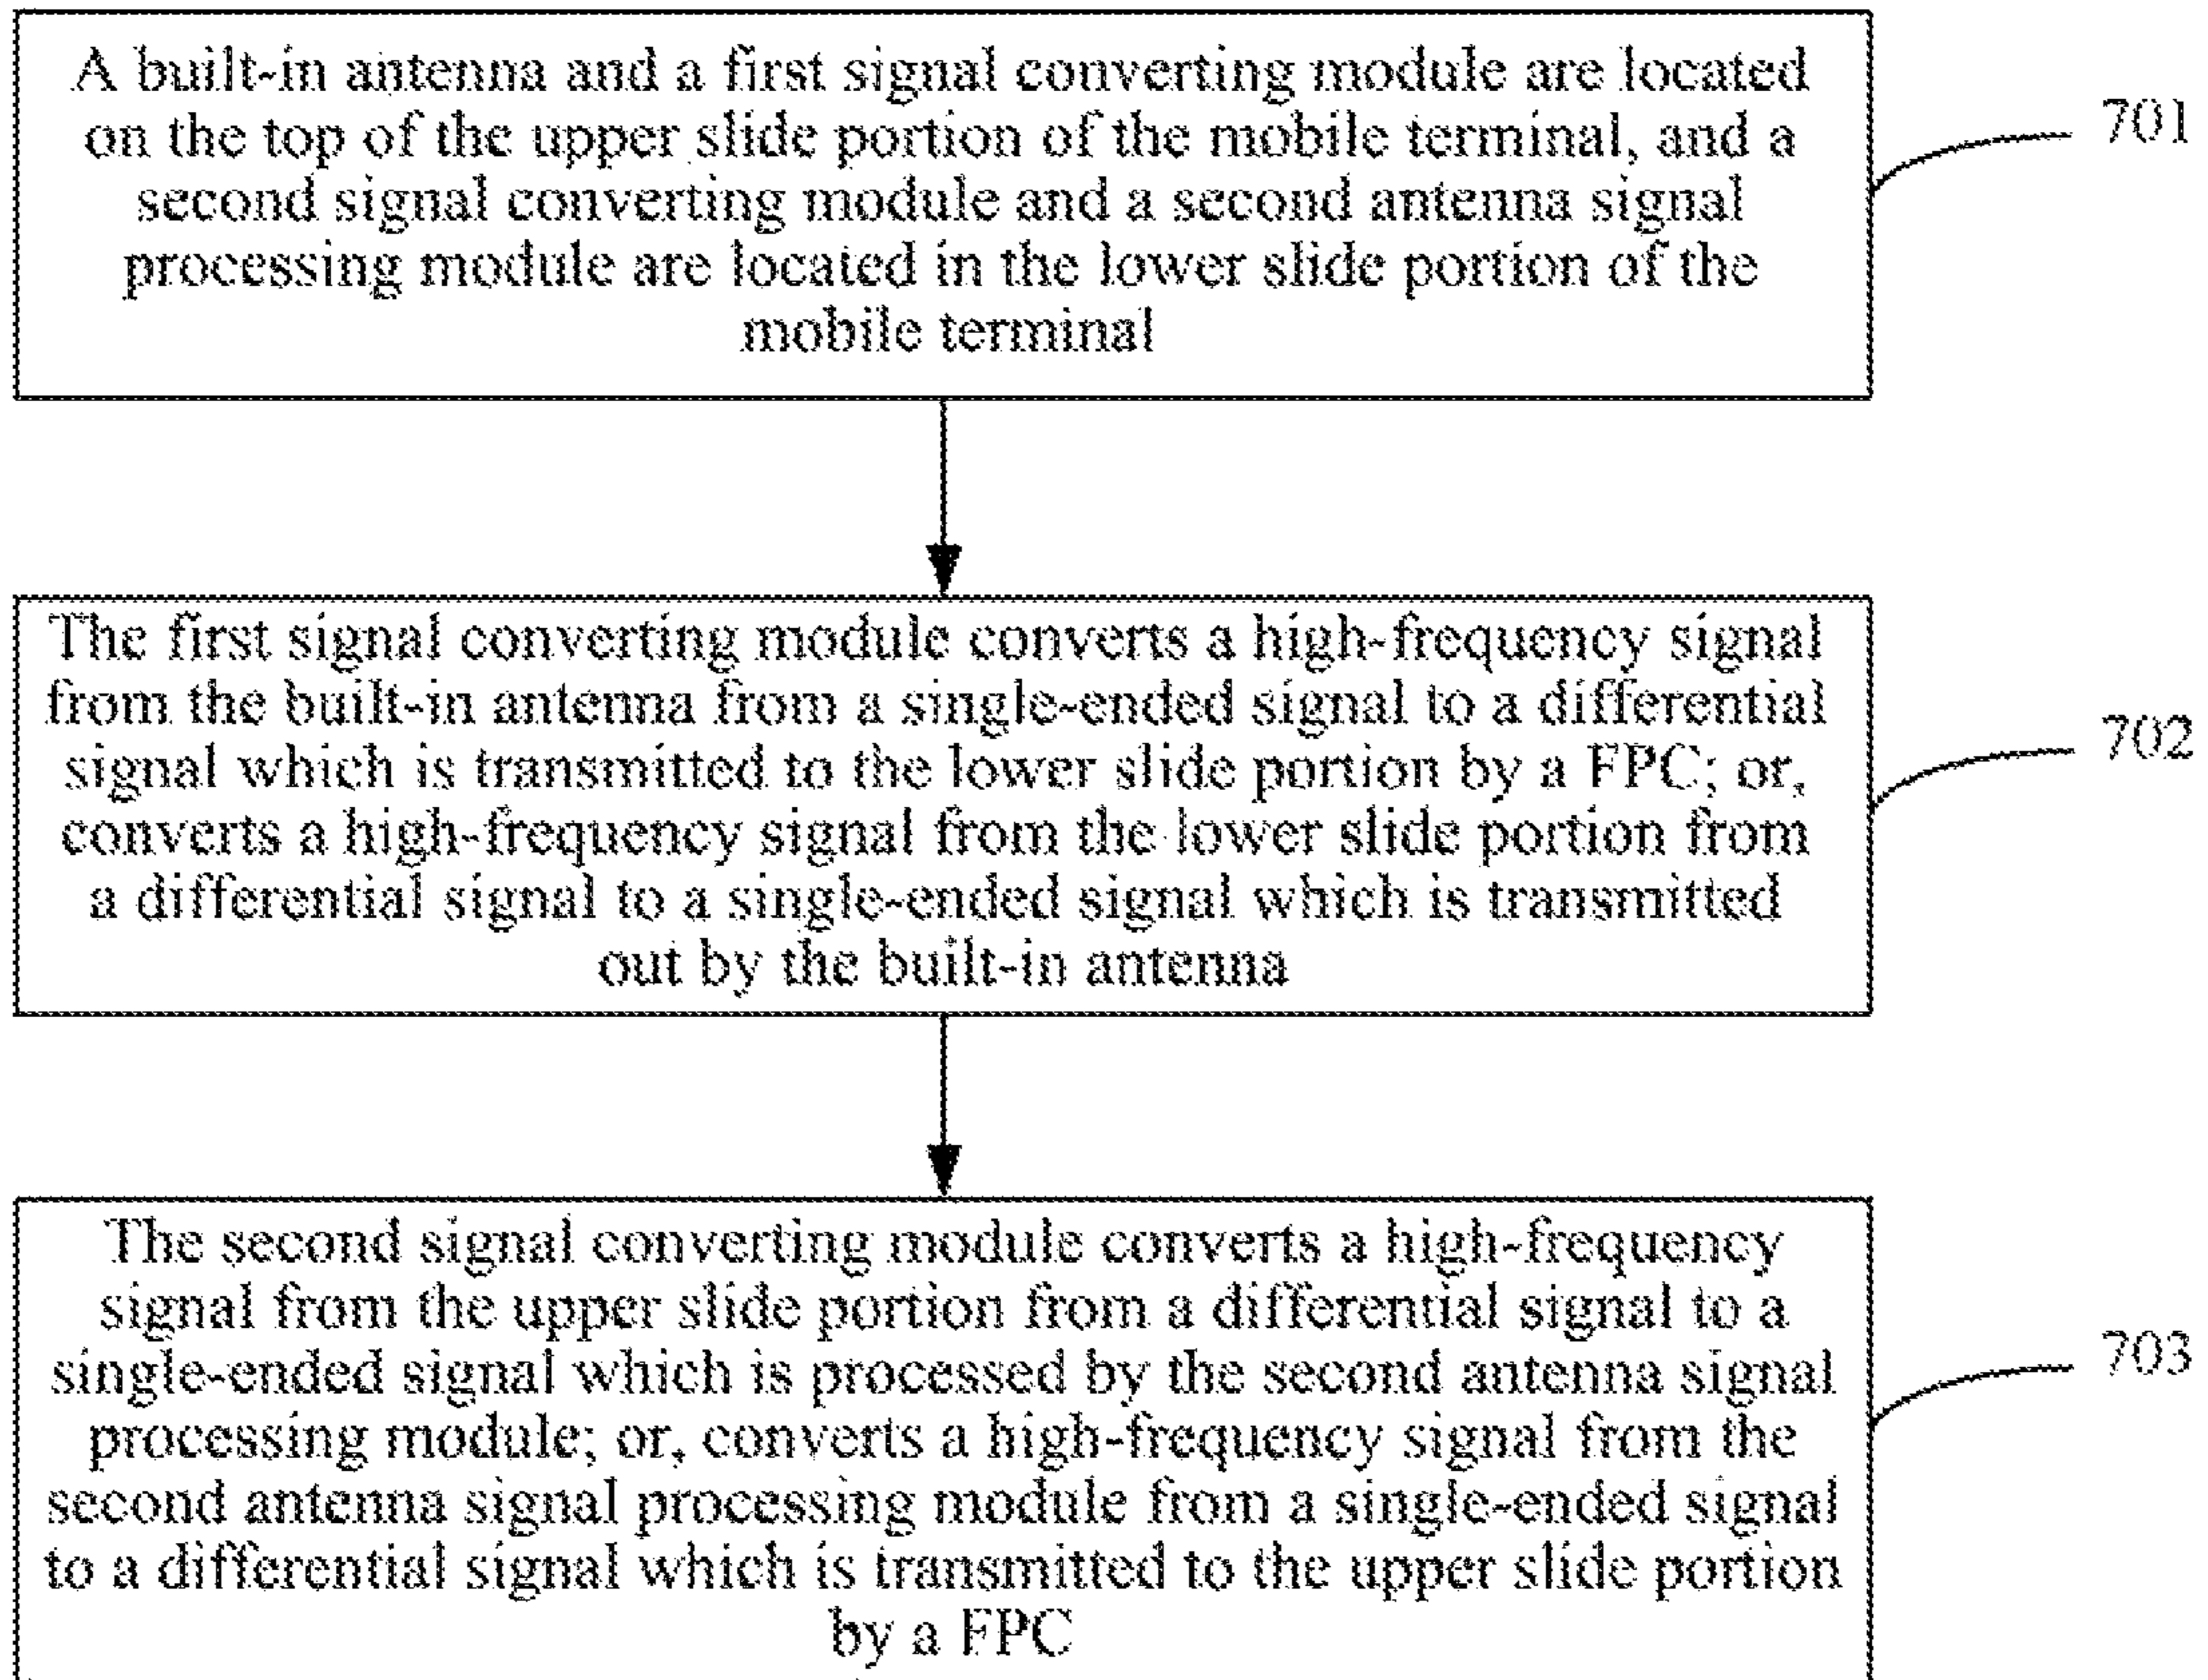 A built-in antenna and a first signal converting module are located
on the top of the upper slide portion of the mobile terminal, and a
second signal converting module and a second antenna signal
processing module are located in the lower slide portion of the
mobile terminal
701
The first signal converting module converts a high-frequency signal
from the built-in antenna from a single-ended signal to a differential
signal which is transmitted to the lower slide portion by a FPC; or,
converts a high-frequency signal from the lower slide portion from
a differential signal to a single-ended signal which is transmitted
out by the built-in antenna
702
The second signal converting module converts a high-frequency
signal from the upper slide portion from a differential signal to a
single-ended signal which is processed by the second antenna signal
processing module; or, converts a high-frequency signal from the
second antenna signal processing module from a single-ended signal
to a differential signal which is transmitted to the upper slide portion
by a FPC
703